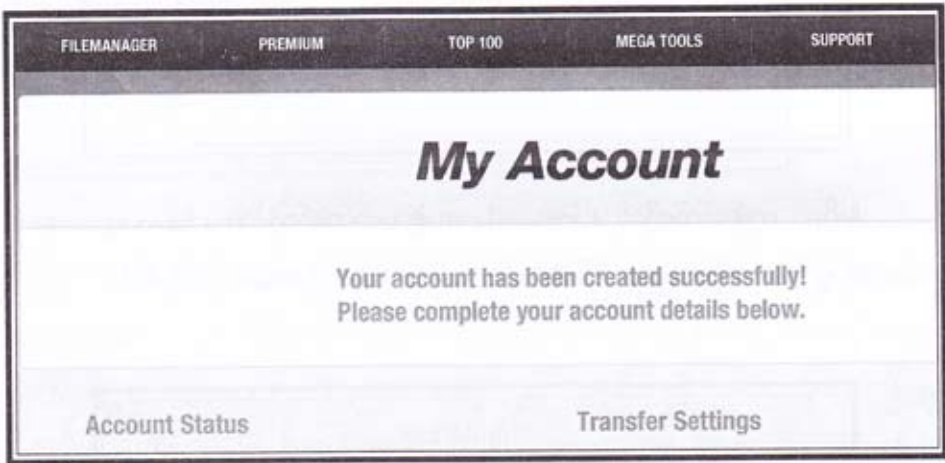 FILEMANAGER PREMIUM TOP 100 MEGA TOOLS SUPPORT
My Account
Your account has been created successfully!
Please complete your account details below.
Account Status Transfer Settings